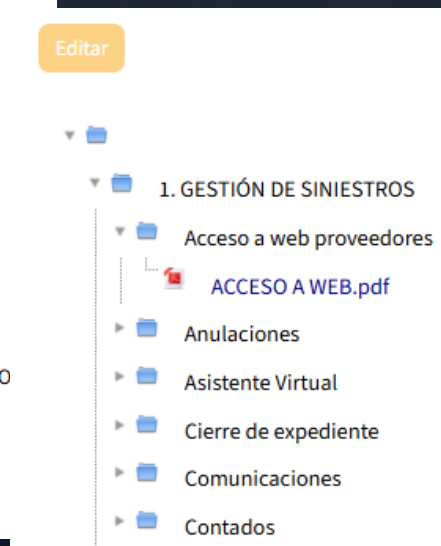 Editar
1. GESTIÓN DE SINIESTROS
Acceso a web proveedores
ACCESO A WEB.pdf
Anulaciones
Asistente Virtual
Cierre de expediente
Comunicaciones
Contados